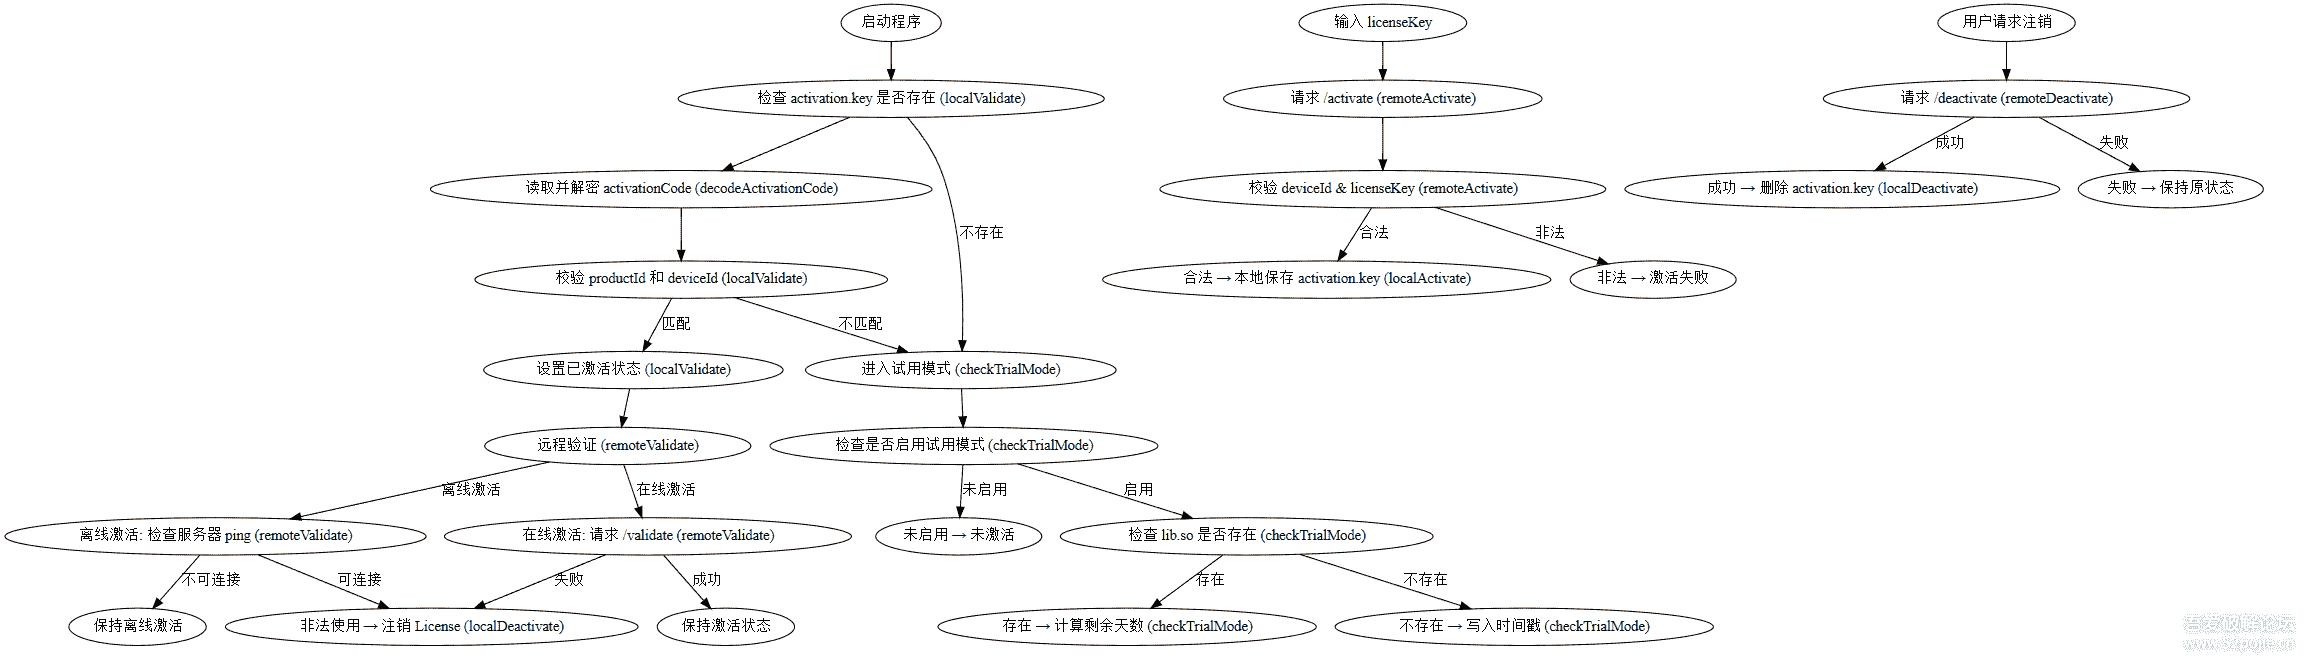 启动程序
输入 licenseKey
用户请求注销
检查 activation.key 是否存在 (localValidate)
请求 /activate (remoteActivate)
请求 /deactivate (remoteDeactivate)
成功
失败
读取并解密 activationCode (decodeActivationCode)
校验 deviceId & licenseKey (remoteActivate)
成功 → 删除 activation.key (localDeactivate)
失败 → 保持原状态
不存在
合法
非法
校验 productId 和 deviceId (localValidate)
合法 → 本地保存 activation.key (localActivate)
非法 → 激活失败
匹配
不匹配
设置已激活状态 (localValidate)
进入试用模式 (checkTrialMode)
远程验证 (remoteValidate)
检查是否启用试用模式 (checkTrialMode)
离线激活
在线激活
未启用
启用
离线激活: 检查服务器 ping (remoteValidate)
在线激活: 请求 /validate (remoteValidate)
未启用 → 未激活
检查 lib.so 是否存在 (checkTrialMode)
不可连接
可连接
失败
成功
存在
不存在
保持离线激活
非法使用 → 注销 License (localDeactivate)
保持激活状态
存在 → 计算剩余天数 (checkTrialMode)
不存在 → 写入时间戳 (checkTrialMode)
吾爱破解论坛
www.52pojie.cn